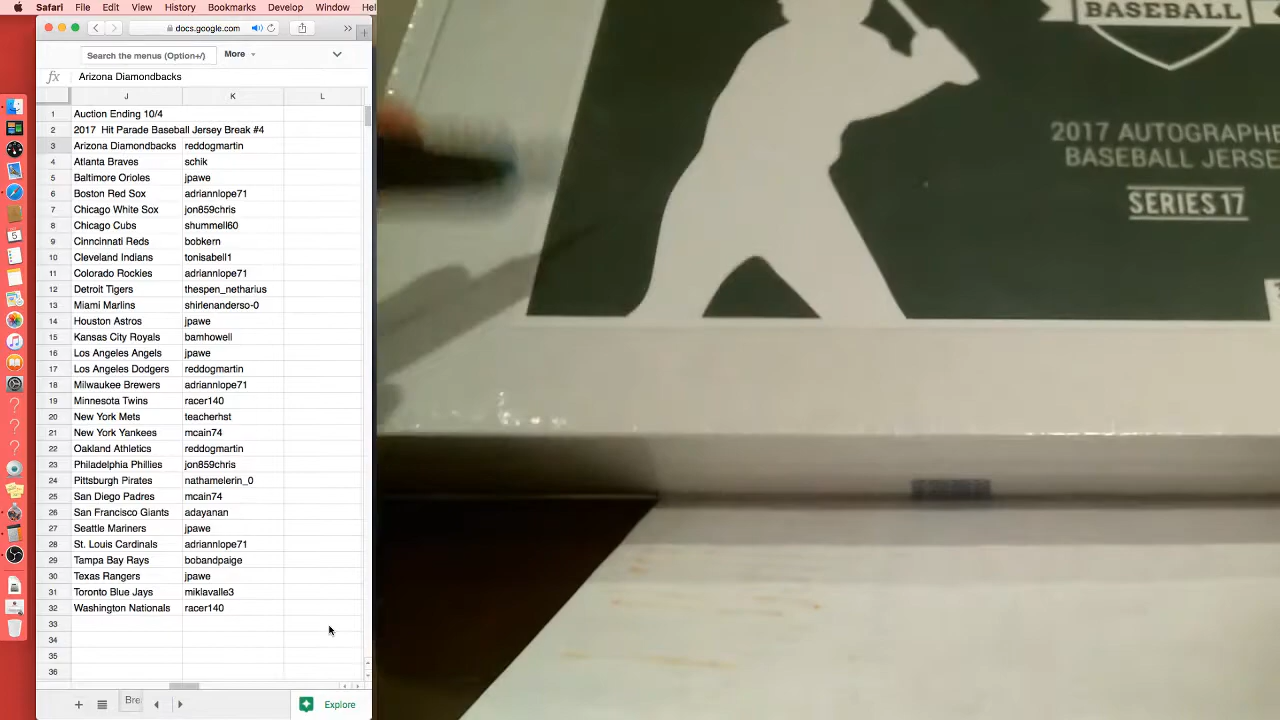 Safari File Edit View History Bookmarks Develop Window Hel
docs.google.com
Search the menus (Option+/) More
fx Arizona Diamondbacks
J K L
1 Auction Ending 10/4
2 2017 Hit Parade Baseball Jersey Break #4
3 Arizona Diamondbacks reddogmartin
4 Atlanta Braves schik
5 Baltimore Orioles jpawe
6 Boston Red Sox adriannlope71
7 Chicago White Sox jon859chris
8 Chicago Cubs shummell60
9 Cinncinnati Reds bobkern
10 Cleveland Indians tonisabell1
11 Colorado Rockies adriannlope71
12 Detroit Tigers thespen_netharius
13 Miami Marlins shirlenanderso-0
14 Houston Astros jpawe
15 Kansas City Royals bamhowell
16 Los Angeles Angels jpawe
17 Los Angeles Dodgers reddogmartin
18 Milwaukee Brewers adriannlope71
19 Minnesota Twins racer140
20 New York Mets teacherhst
21 New York Yankees mcain74
22 Oakland Athletics reddogmartin
23 Philadelphia Phillies jon859chris
24 Pittsburgh Pirates nathamelerin_0
25 San Diego Padres mcain74
26 San Francisco Giants adayanan
27 Seattle Mariners jpawe
28 St. Louis Cardinals adriannlope71
29 Tampa Bay Rays bobandpaige
30 Texas Rangers jpawe
31 Toronto Blue Jays miklavalle3
32 Washington Nationals racer140
33
34
35
36
Bre
Explore
BASEBALL
2017 AUTOGRAPHE
BASEBALL JERSE
SERIES 17